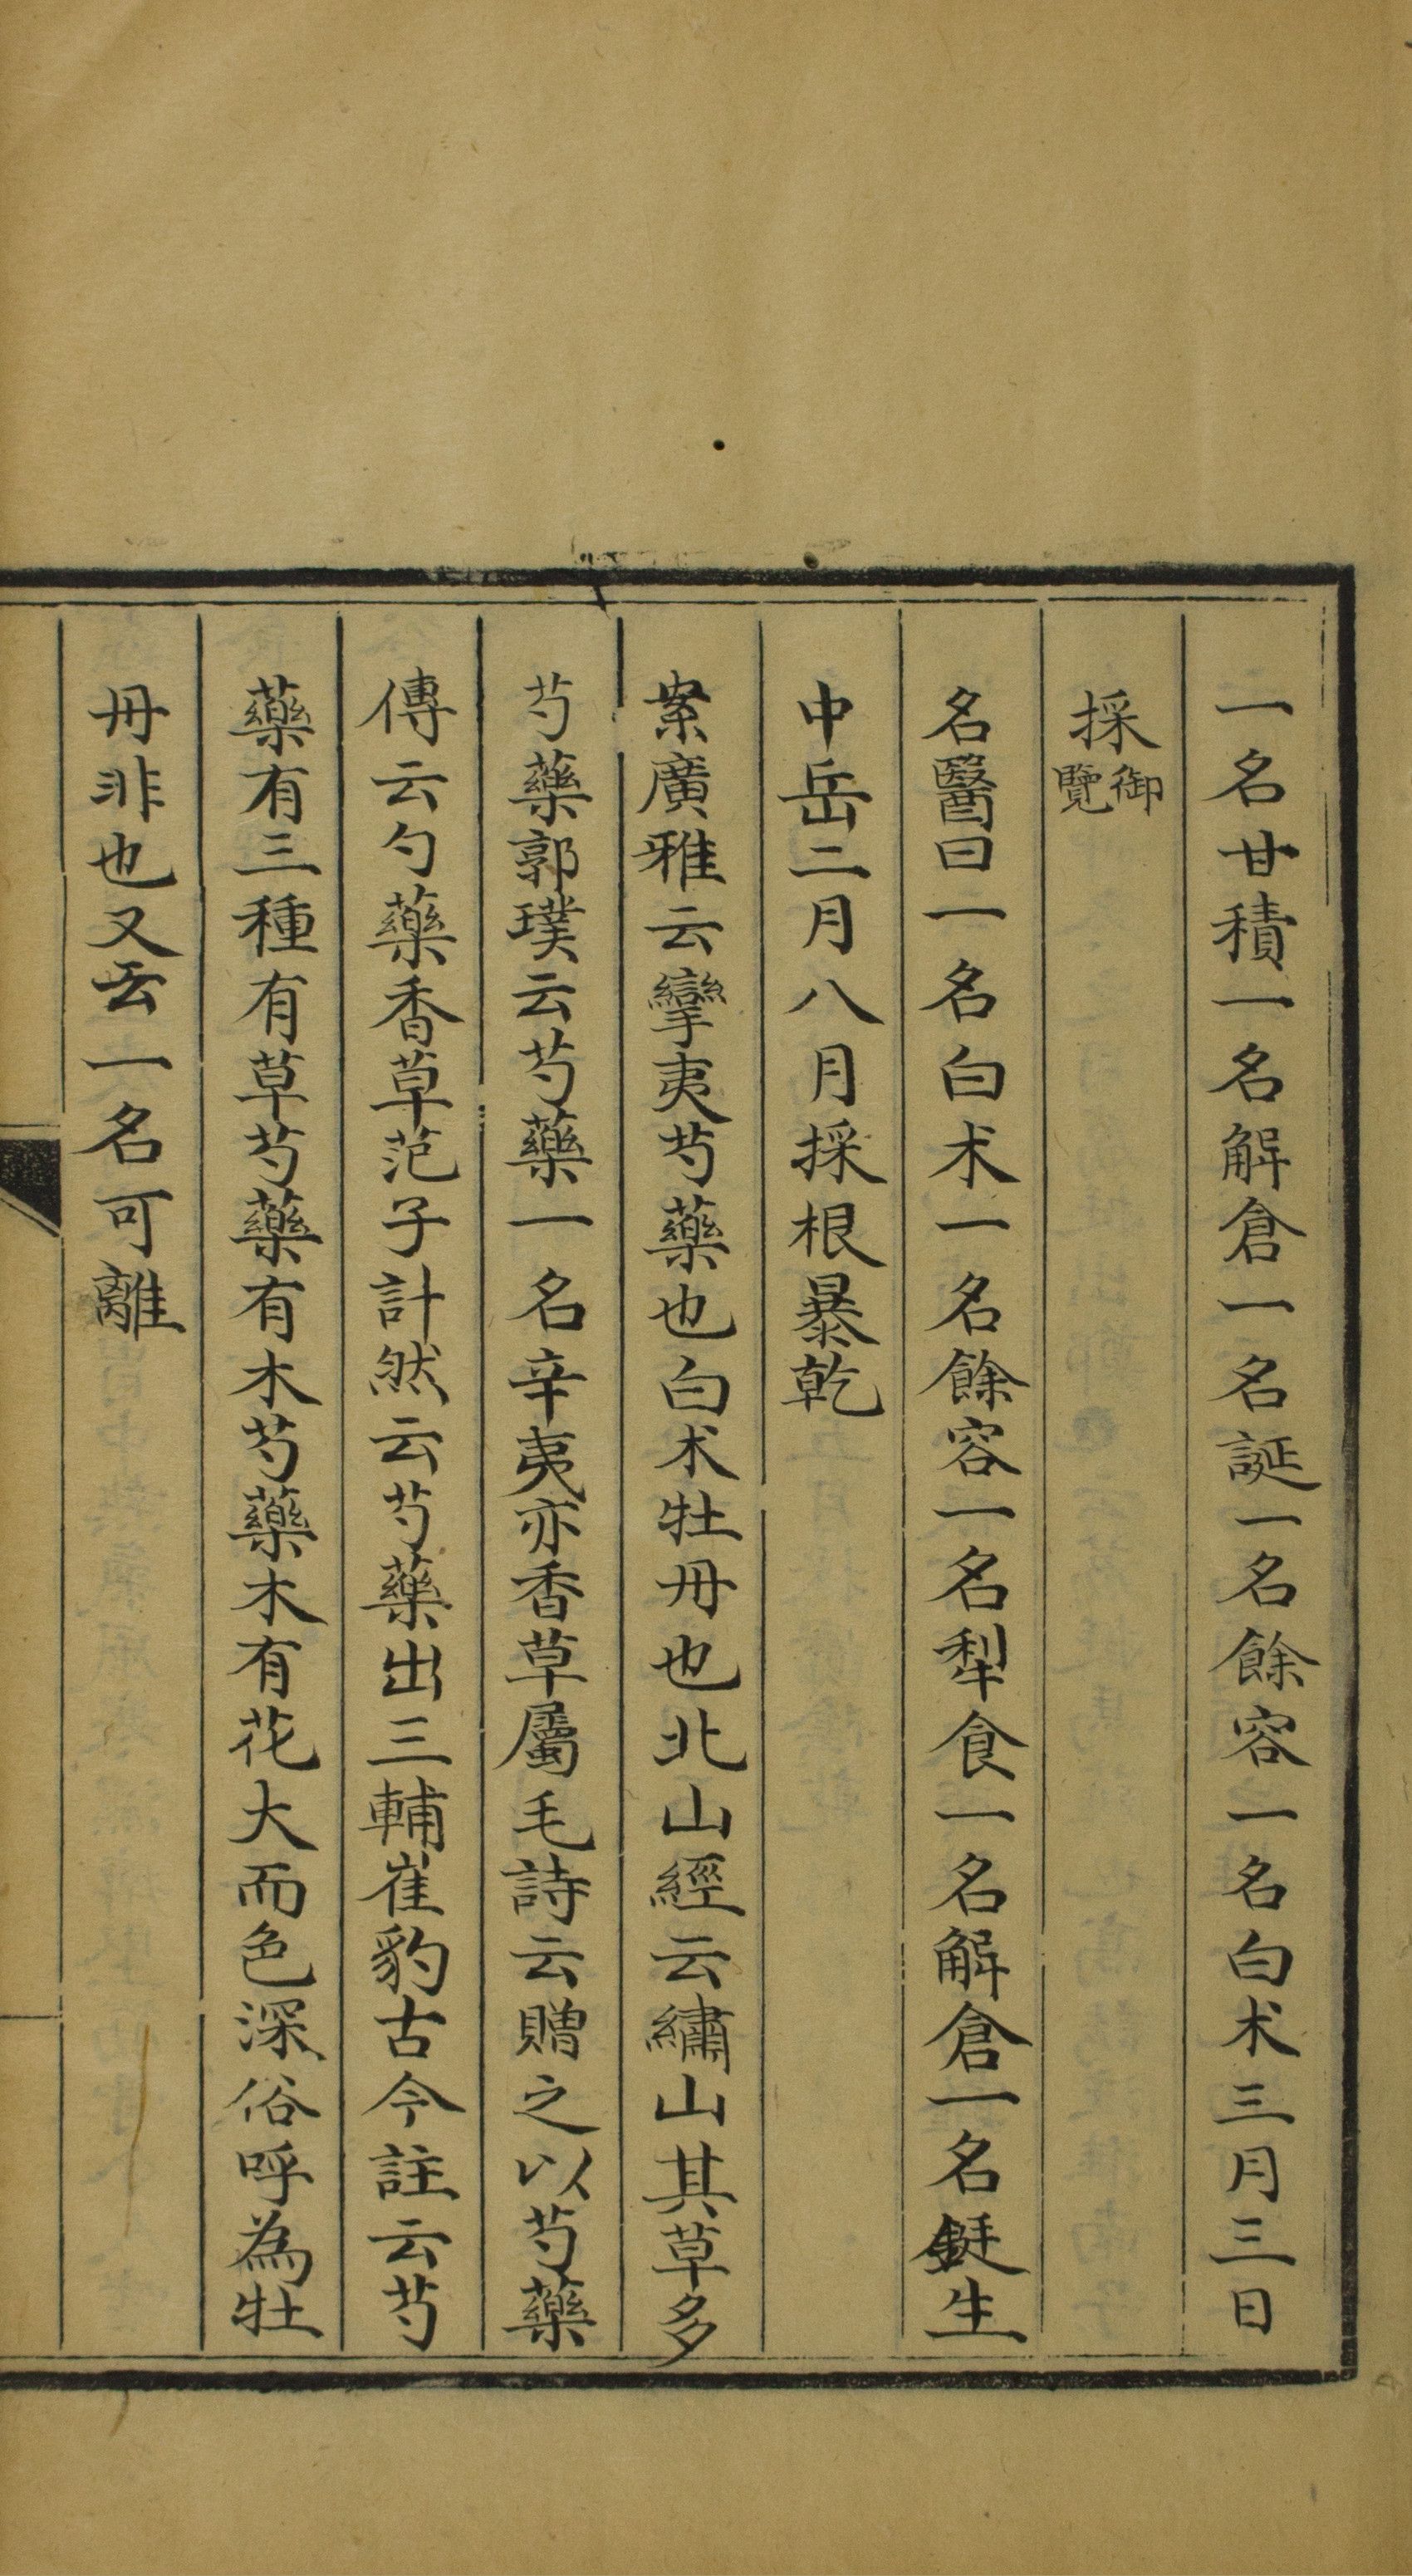 一名甘積一名解倉一名誕一名餘容一名白术三月三日
採御覽
名醫曰一名白术一名餘容一名犁食一名解倉一名鋌生
中岳二月八月採根暴乾
案廣雅云攣夷芍藥也白术牡丹也北山經云繡山其草多
芍藥郭璞云芍藥一名辛夷亦香草屬毛詩云贈之以芍藥
傳云勺藥香草范子計然云芍藥出三輔崔豹古今註云芍
藥有三種有草芍藥有木芍藥木有花大而色深俗呼為牡
丹非也又云一名可離